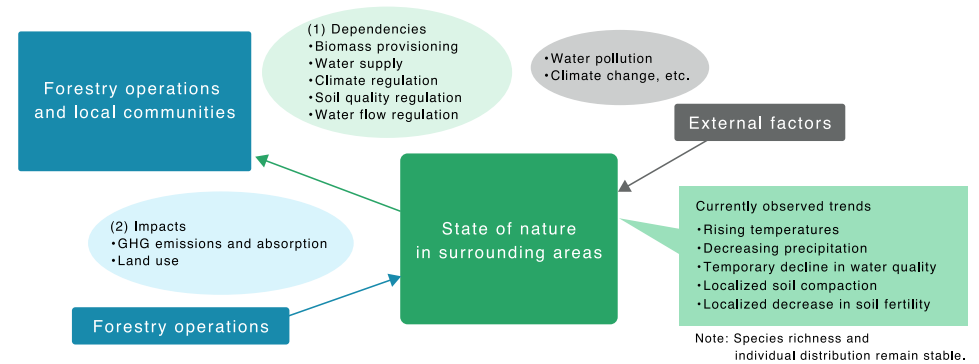 (1) Dependencies
•Biomass provisioning
•Water supply
•Climate regulation
•Soil quality regulation
•Water flow regulation
•Water pollution
•Climate change, etc.
Forestry operations
and local communities
External factors
(2) Impacts
•GHG emissions and absorption
•Land use
State of nature
in surrounding areas
Currently observed trends
•Rising temperatures
•Decreasing precipitation
•Temporary decline in water quality
•Localized soil compaction
•Localized decrease in soil fertility
Forestry operations
Note: Species richness and
individual distribution remain stable.